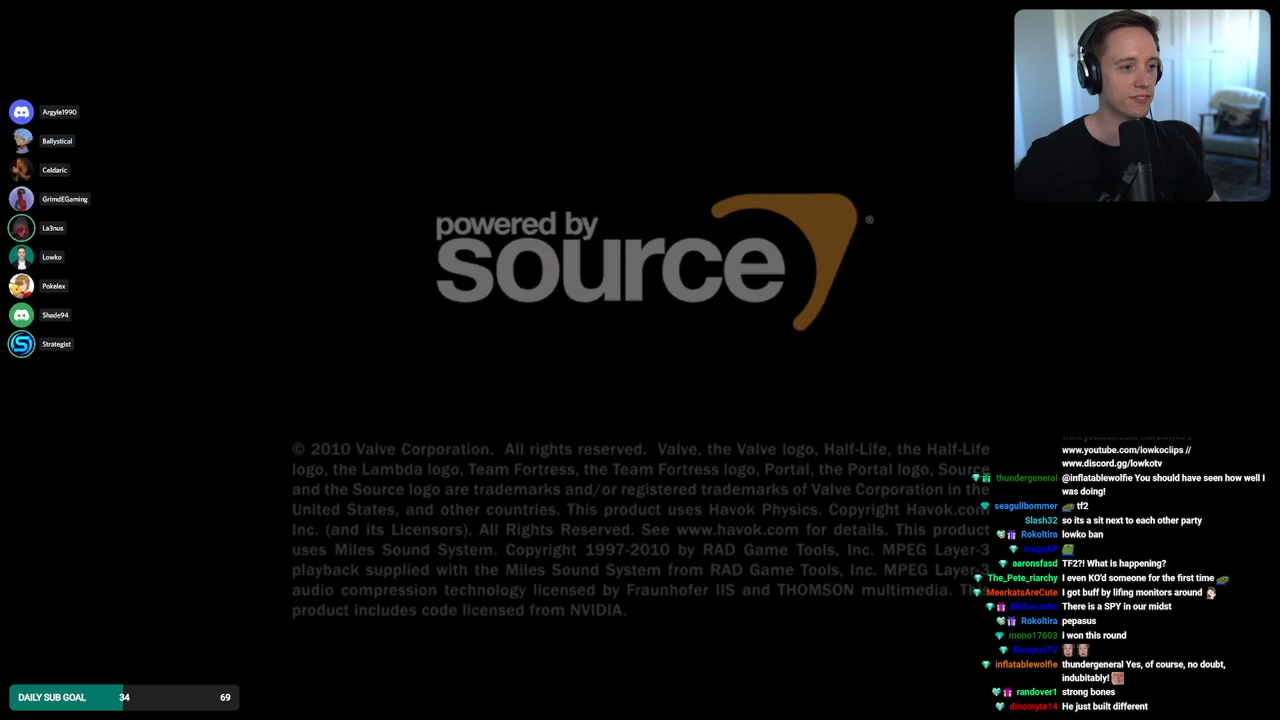 Argyle1990
Ballystical
Celdaric
GrimdEGaming
La3nus
Lowko
Pokelex
Shade94
Strategist
powered by
source
®
© 2010 Valve Corporation. All rights reserved. Valve, the Valve logo, Half-Life, the Half-Life
logo, the Lambda logo, Team Fortress, the Team Fortress logo, Portal, the Portal logo, Source
and the Source logo are trademarks and/or registered trademarks of Valve Corporation in the
United States, and other countries. This product uses Havok Physics. Copyright Havok.com
Inc. (and its Licensors). All Rights Reserved. See www.havok.com for details. This product
uses Miles Sound System. Copyright 1997-2010 by RAD Game Tools, Inc. MPEG Layer-3
playback supplied with the Miles Sound System from RAD Game Tools, Inc. MPEG Layer-3
audio compression technology licensed by Fraunhofer IIS and THOMSON multimedia. This
product includes code licensed from NVIDIA.
www.youtube.com/lowkoclips //
www.discord.gg/lowkotv
thundergeneral @inflatablewolfie You should have seen how well I
was doing!
seagullbommer tf2
Slash32 so its a sit next to each other party
Rokoltira lowko ban
megaAP
aaronsfasd TF2?! What is happening?
The_Pete_riarchy I even KO'd someone for the first time
MeerkatsAreCute I got buff by lifing monitors around
There is a SPY in our midst
Rokoltira pepasus
mono17603 I won this round
RumpusTV
inflatablewolfie thundergeneral Yes, of course, no doubt,
indubitably!
randover1 strong bones
dinomyte14 He just built different
DAILY SUB GOAL 34 69